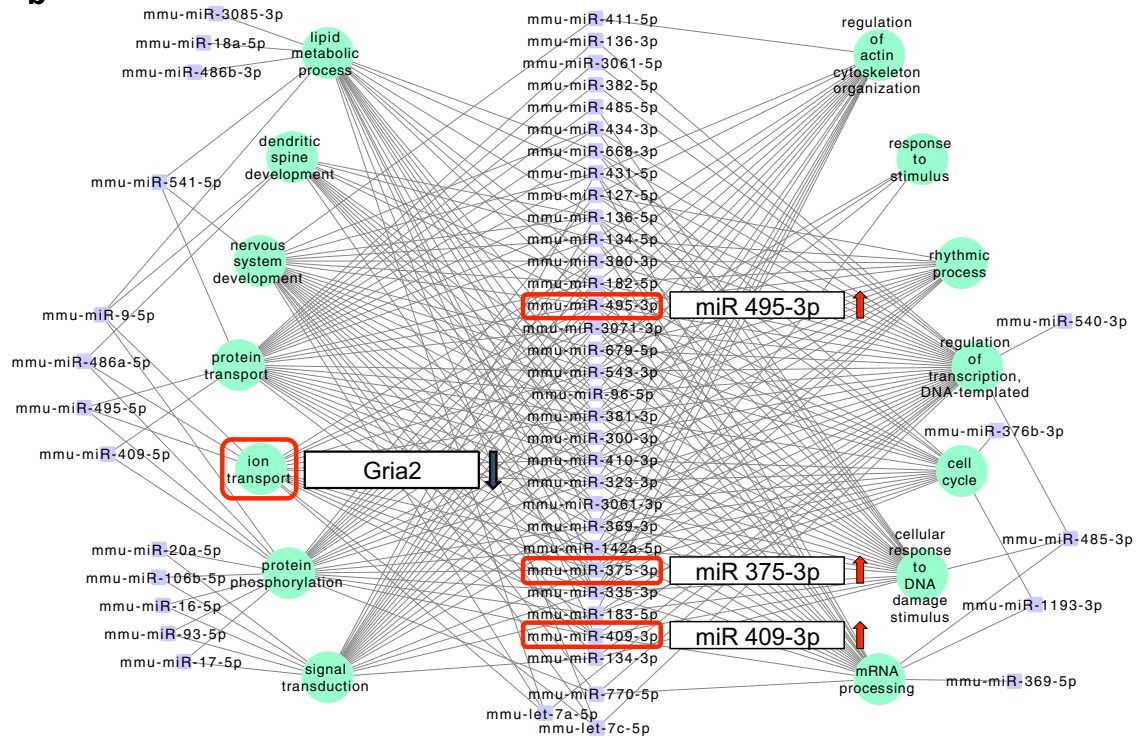 b
mmu-miR-3085-3p
mmu-miR-18a-5p
mmu-miR-486b-3p
lipid
metabolic
process
dendritic
spine
development
mmu-miR-541-5p
nervous
system
development
mmu-miR-9-5p
mmu-miR-486a-5p
protein
transport
mmu-miR-495-5p
mmu-miR-409-5p
ion
transport
Gria2
mmu-miR-20a-5p
mmu-miR-106b-5p
mmu-miR-16-5p
mmu-miR-93-5p
mmu-miR-17-5p
protein
phosphorylation
signal
transduction
mmu-miR-411-5p
mmu-miR-136-3p
mmu-miR-3061-5p
mmu-miR-382-5p
mmu-miR-485-5p
mmu-miR-434-3p
mmu-miR-668-3p
mmu-miR-431-5p
mmu-miR-127-5p
mmu-miR-136-5p
mmu-miR-134-5p
mmu-miR-380-3p
mmu-miR-182-5p
mmu-miR-495-3p
miR 495-3p
mmu-miR-3071-3p
mmu-miR-679-5p
mmu-miR-543-3p
mmu-miR-96-5p
mmu-miR-381-3p
mmu-miR-300-3p
mmu-miR-410-3p
mmu-miR-323-3p
mmu-miR-3061-3p
mmu-miR-369-3p
mmu-miR-142a-5p
mmu-miR-375-3p
miR 375-3p
mmu-miR-335-3p
mmu-miR-183-5p
mmu-miR-409-3p
miR 409-3p
mmu-miR-134-3p
mmu-miR-770-5p
mmu-let-7a-5p
mmu-let-7c-5p
regulation
of
actin
cytoskeleton
organization
response
to
stimulus
rhythmic
process
mmu-miR-540-3p
regulation
of
transcription,
DNA-templated
mmu-miR-376b-3p
cell
cycle
mmu-miR-485-3p
cellular
response
to
DNA
damage
stimulus
mmu-miR-1193-3p
mRNA
processing
mmu-miR-369-5p